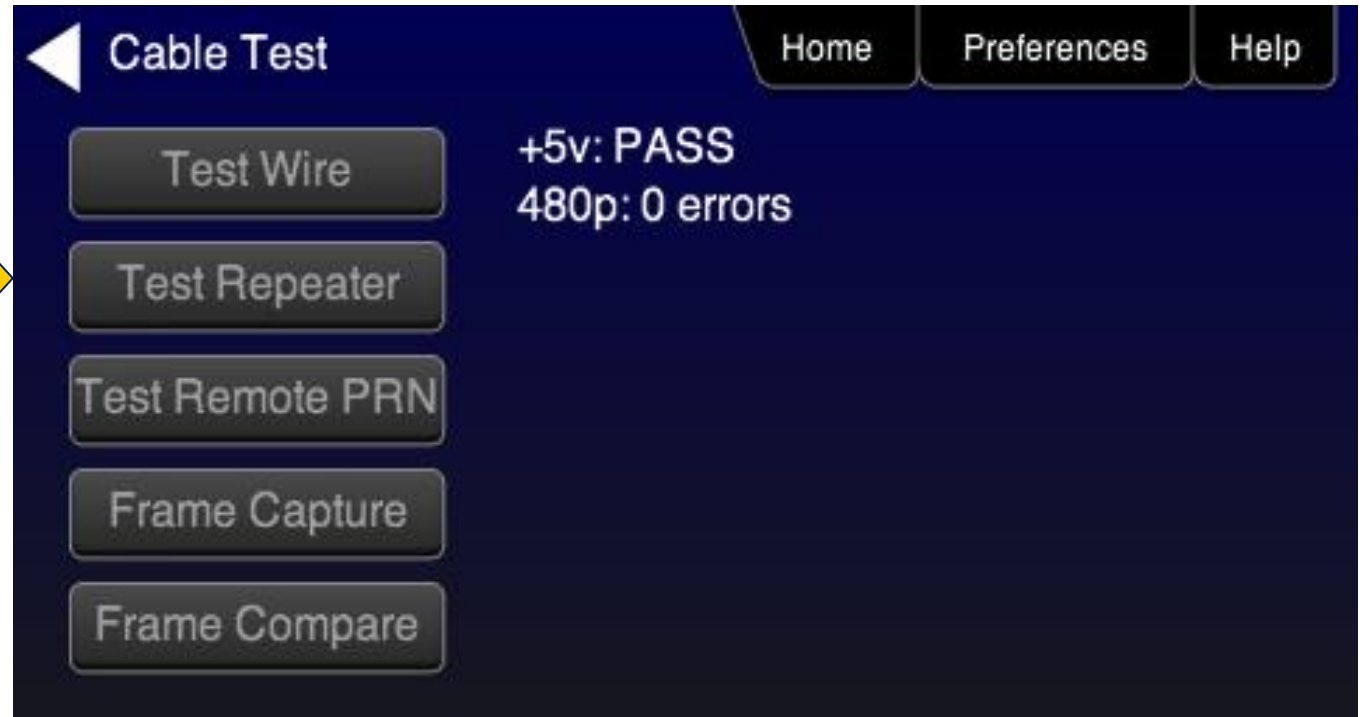 Cable Test
Home
Preferences
Help
Test Wire
Test Repeater
Test Remote PRN
Frame Capture
Frame Compare
+5v: PASS
480p: 0 errors